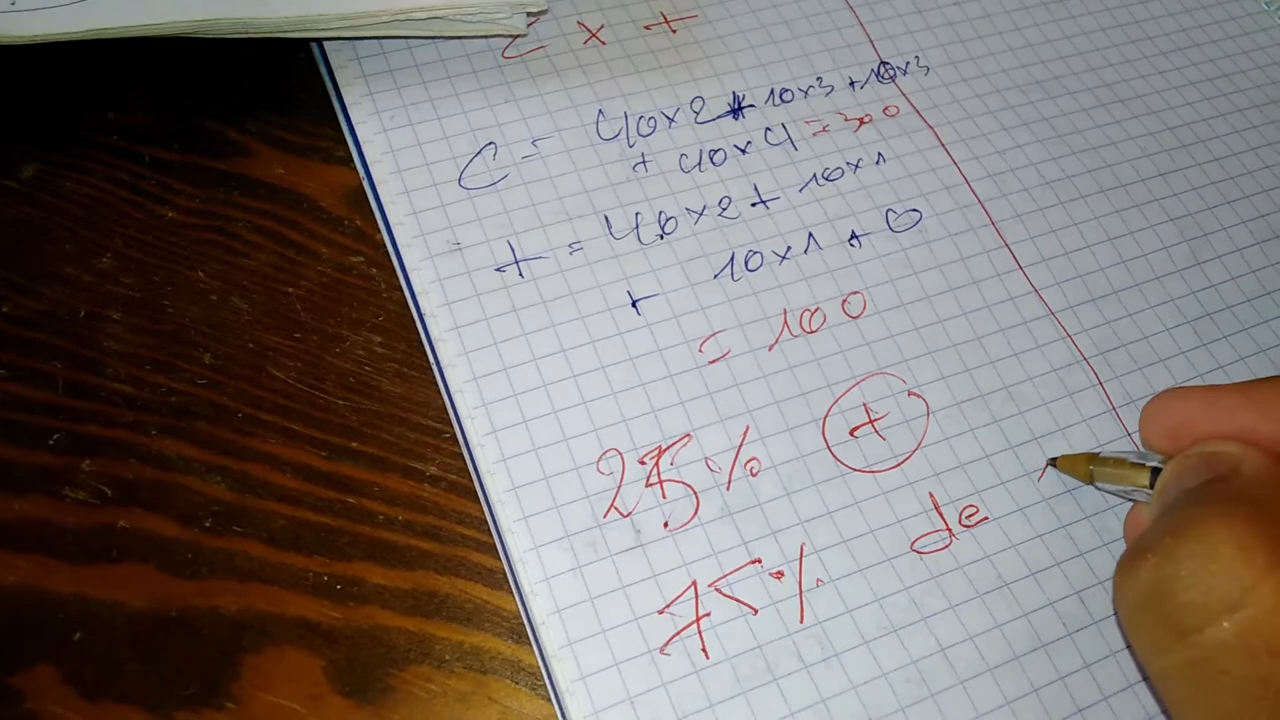 Σ x +
C = 40x2 + 10x3 + 10x3
+ 40x4 = 300
+ = 40x2 + 10x1
+ 10x1 + 0
= 100
25% +
75% de